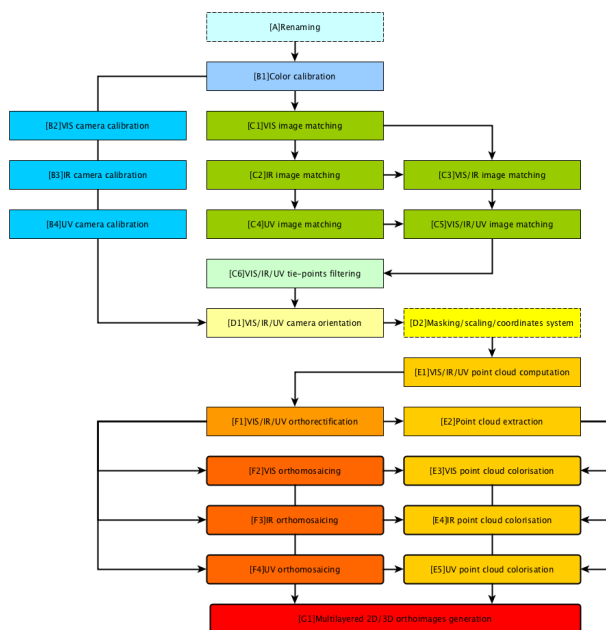 [A]Renaming
[B1]Color calibration
[B2]VIS camera calibration
[C1]VIS image matching
[B3]IR camera calibration
[C2]IR image matching
[C3]VIS/IR image matching
[B4]UV camera calibration
[C4]UV image matching
[C5]VIS/IR/UV image matching
[C6]VIS/IR/UV tie-points filtering
[D1]VIS/IR/UV camera orientation
[D2]Masking/scaling/coordinates system
[E1]VIS/IR/UV point cloud computation
[F1]VIS/IR/UV orthorectification
[E2]Point cloud extraction
[F2]VIS orthomosaicing
[E3]VIS point cloud colorisation
[F3]IR orthomosaicing
[E4]IR point cloud colorisation
[F4]UV orthomosaicing
[E5]UV point cloud colorisation
[G1]Multilayered 2D/3D orthoimages generation